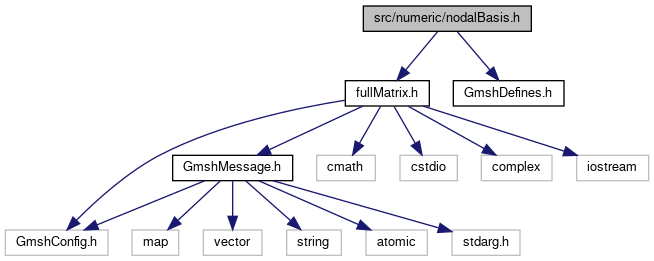 src/numeric/nodalBasis.h
fullMatrix.h
GmshDefines.h
GmshMessage.h
cmath
cstdio
complex
iostream
GmshConfig.h
map
vector
string
atomic
stdarg.h